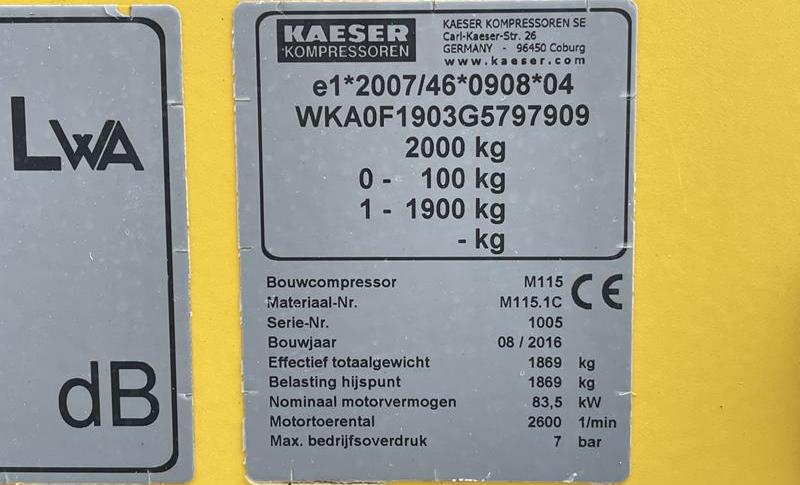 LWA
dB
KAESER
KOMPRESSOREN
KAESER KOMPRESSOREN SE
Carl-Kaeser-Str. 26
GERMANY - 96450 Coburg
www.kaeser.com
e1*2007/46*0908*04
WKA0F1903G5797909
2000 kg
0 - 100 kg
1 - 1900 kg
- kg
Bouwcompressor M115
CE
Materiaal-Nr. M115.1C
Serie-Nr. 1005
Bouwjaar 08 / 2016
Effectief totaalgewicht 1869 kg
Belasting hijspunt 1869 kg
Nominaal motorvermogen 83,5 kW
Motortoerental 2600 1/min
Max. bedrijfsoverdruk 7 bar